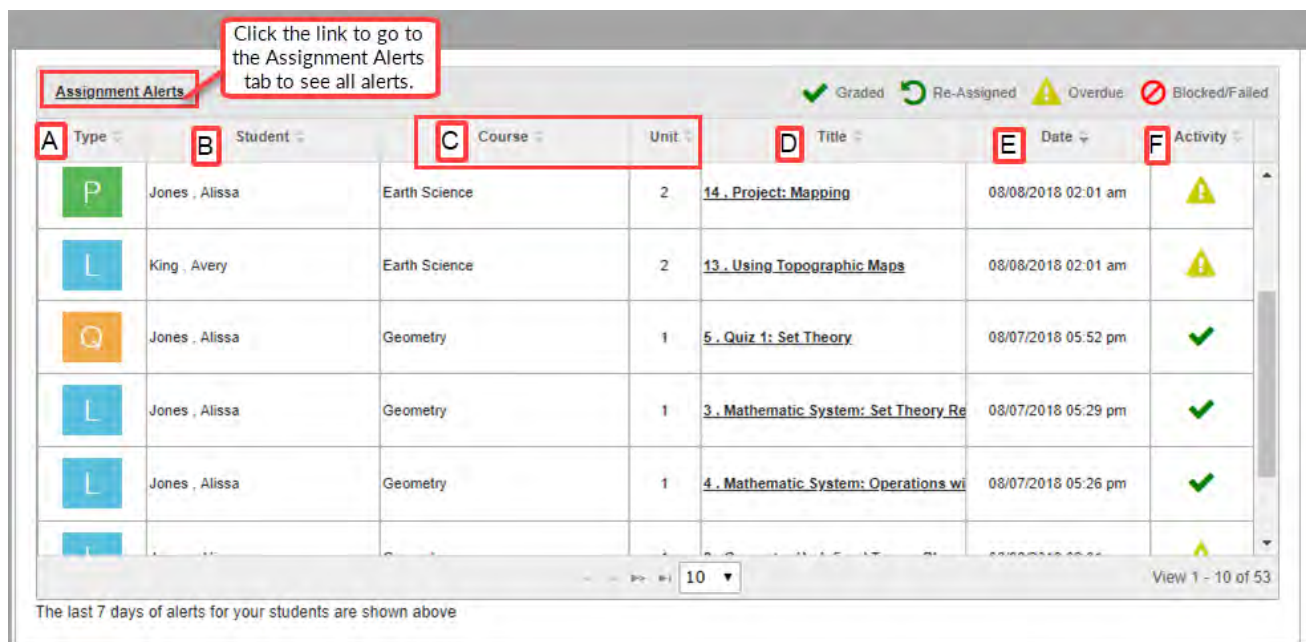 Click the link to go to
the Assignment Alerts
tab to see all alerts.
Assignment Alerts Graded Re-Assigned Overdue Blocked/Failed
A Type B Student C Course Unit D Title E Date F Activity
P Jones , Alissa Earth Science 2 14 . Project: Mapping 08/08/2018 02:01 am
L King , Avery Earth Science 2 13 . Using Topographic Maps 08/08/2018 02:01 am
Q Jones , Alissa Geometry 1 5 . Quiz 1: Set Theory 08/07/2018 05:52 pm
L Jones , Alissa Geometry 1 3 . Mathematic System: Set Theory Re 08/07/2018 05:29 pm
L Jones , Alissa Geometry 1 4 . Mathematic System: Operations wi 08/07/2018 05:26 pm
10 View 1 - 10 of 53
The last 7 days of alerts for your students are shown above